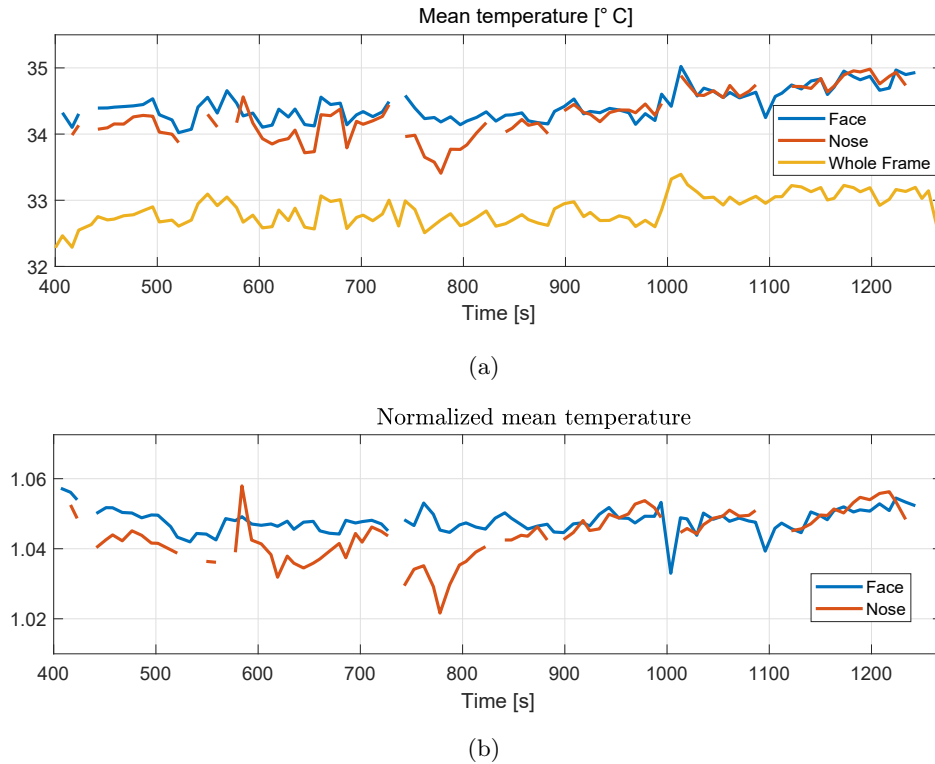 Mean temperature [° C]
35
34
33
32
400 500 600 700 800 900 1000 1100 1200
Time [s]
Face
Nose
Whole Frame
(a)
Normalized mean temperature
1.06
1.04
1.02
400 500 600 700 800 900 1000 1100 1200
Time [s]
Face
Nose
(b)